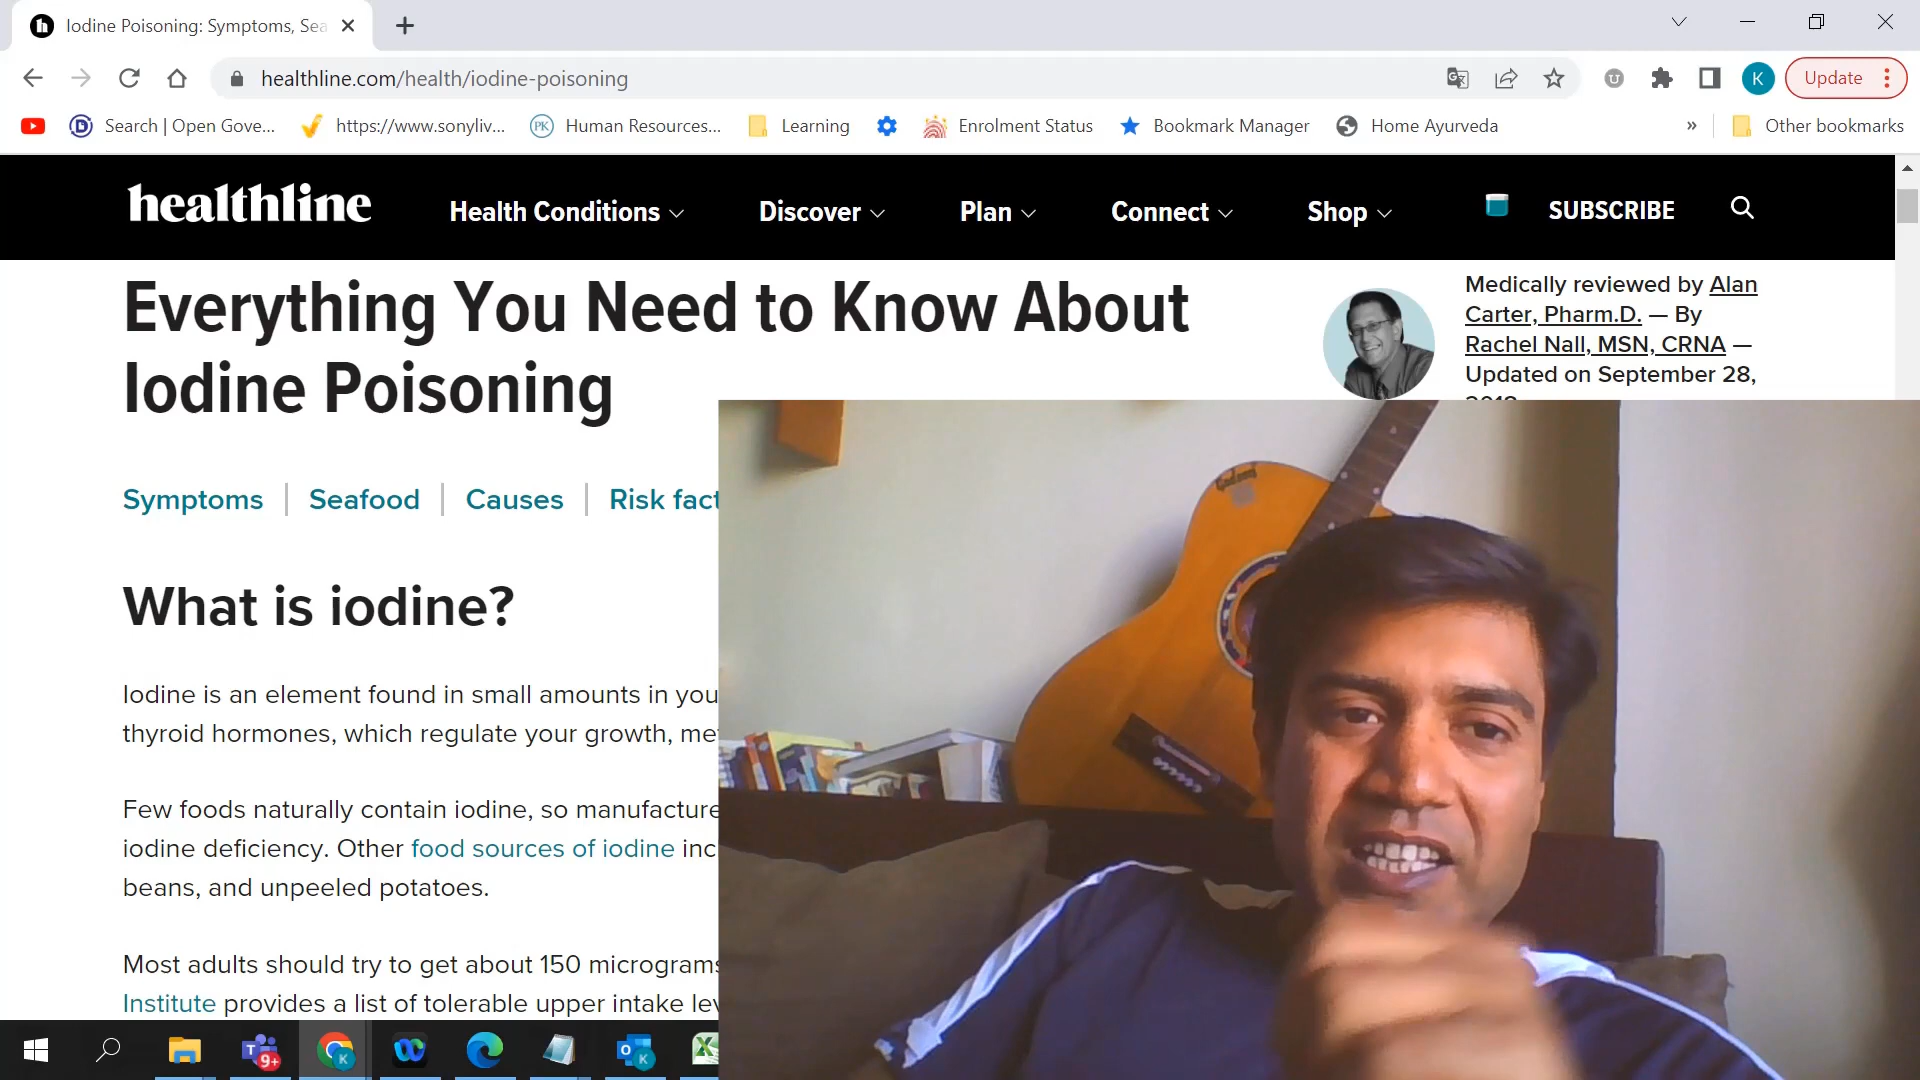 Iodine Poisoning: Symptoms, Sea
healthline.com/health/iodine-poisoning
K
Update
Search | Open Gove...
https://www.sonyliv...
PK
Human Resources...
Learning
Enrolment Status
Bookmark Manager
Home Ayurveda
»
Other bookmarks
healthline
Health Conditions
Discover
Plan
Connect
Shop
SUBSCRIBE
Everything You Need to Know About
Iodine Poisoning
Medically reviewed by Alan
Carter, Pharm.D. — By
Rachel Nall, MSN, CRNA —
Updated on September 28,
Symptoms | Seafood | Causes | Risk fact
What is iodine?
Iodine is an element found in small amounts in you
thyroid hormones, which regulate your growth, me
Few foods naturally contain iodine, so manufacture
iodine deficiency. Other food sources of iodine inc
beans, and unpeeled potatoes.
Most adults should try to get about 150 micrograms
Institute provides a list of tolerable upper intake lev
9+
K
K